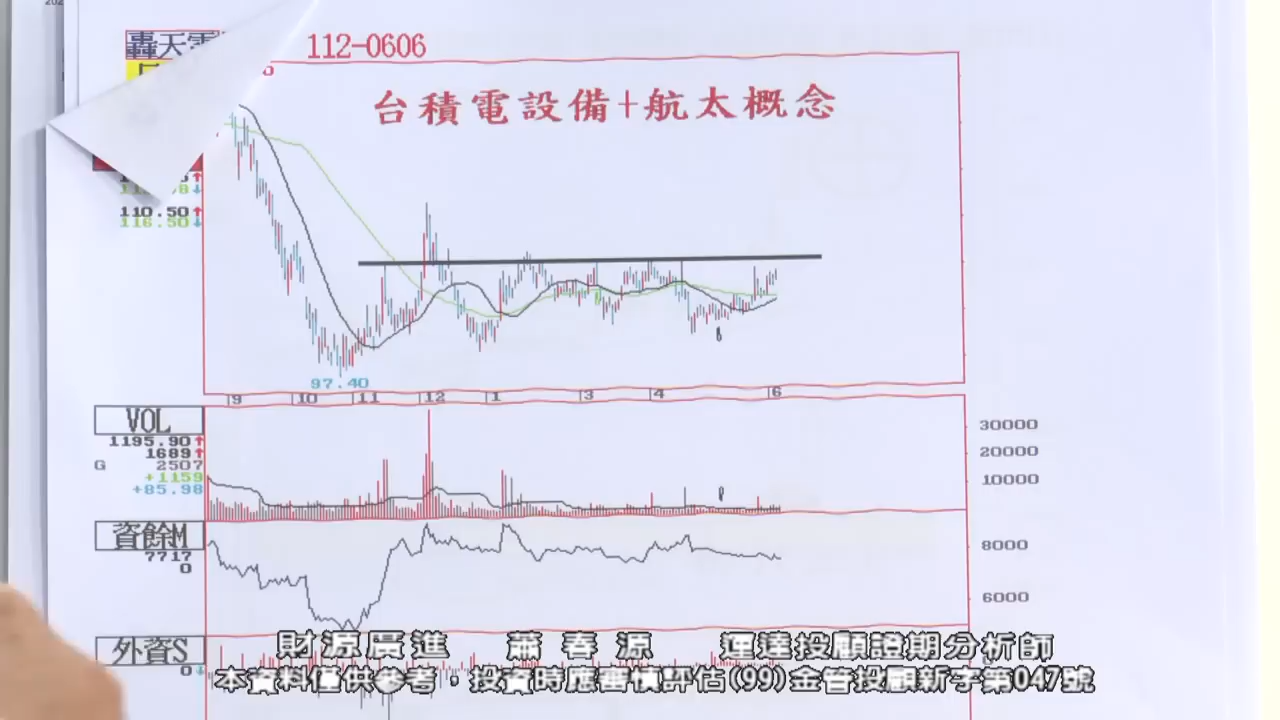 轟天雷 112-0606
台積電設備+航太概念
110.50↑
116.50↓
97.40
9 10 11 12 1 3 4 6
VOL
1195.90↑
1689↑
G 2507
+1159
+85.98
30000
20000
10000
資餘M
7717
0
8000
6000
外資S
0↓
財源廣進 蕭春源 運達投顧證期分析師
本資料僅供參考，投資時應審慎評估(99)金管投顧新字第047號